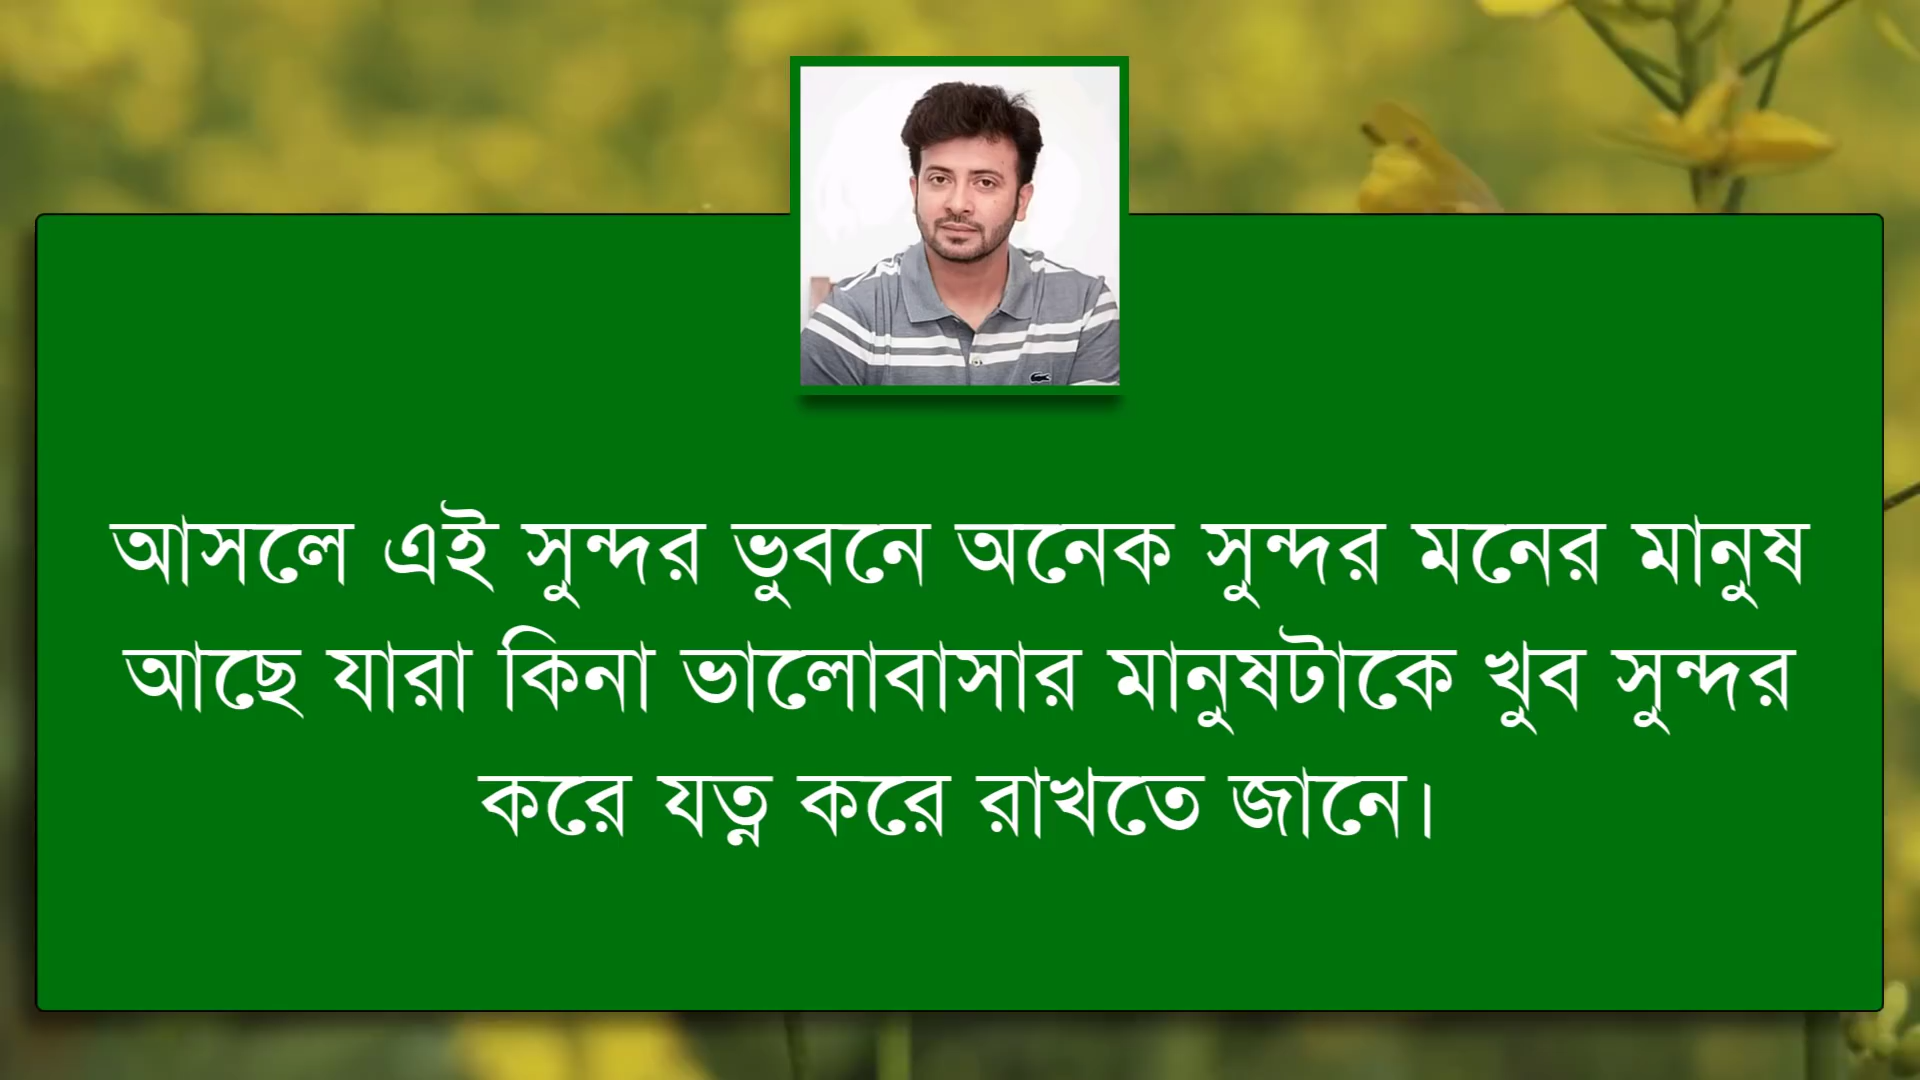 আসলে এই সুন্দর ভুবনে অনেক সুন্দর মনের মানুষ
আছে যারা কিনা ভালোবাসার মানুষটাকে খুব সুন্দর
করে যত্ন করে রাখতে জানে।